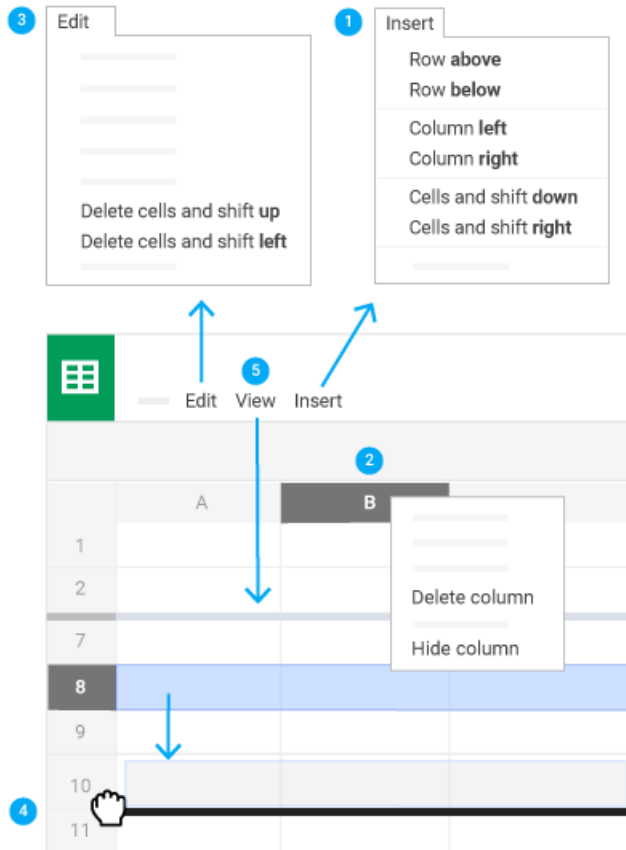 3 Edit
Delete cells and shift up
Delete cells and shift left
1 Insert
Row above
Row below
Column left
Column right
Cells and shift down
Cells and shift right
5
Edit View Insert
2
A B
1
2
Delete column
7
Hide column
8
9
10
4
11